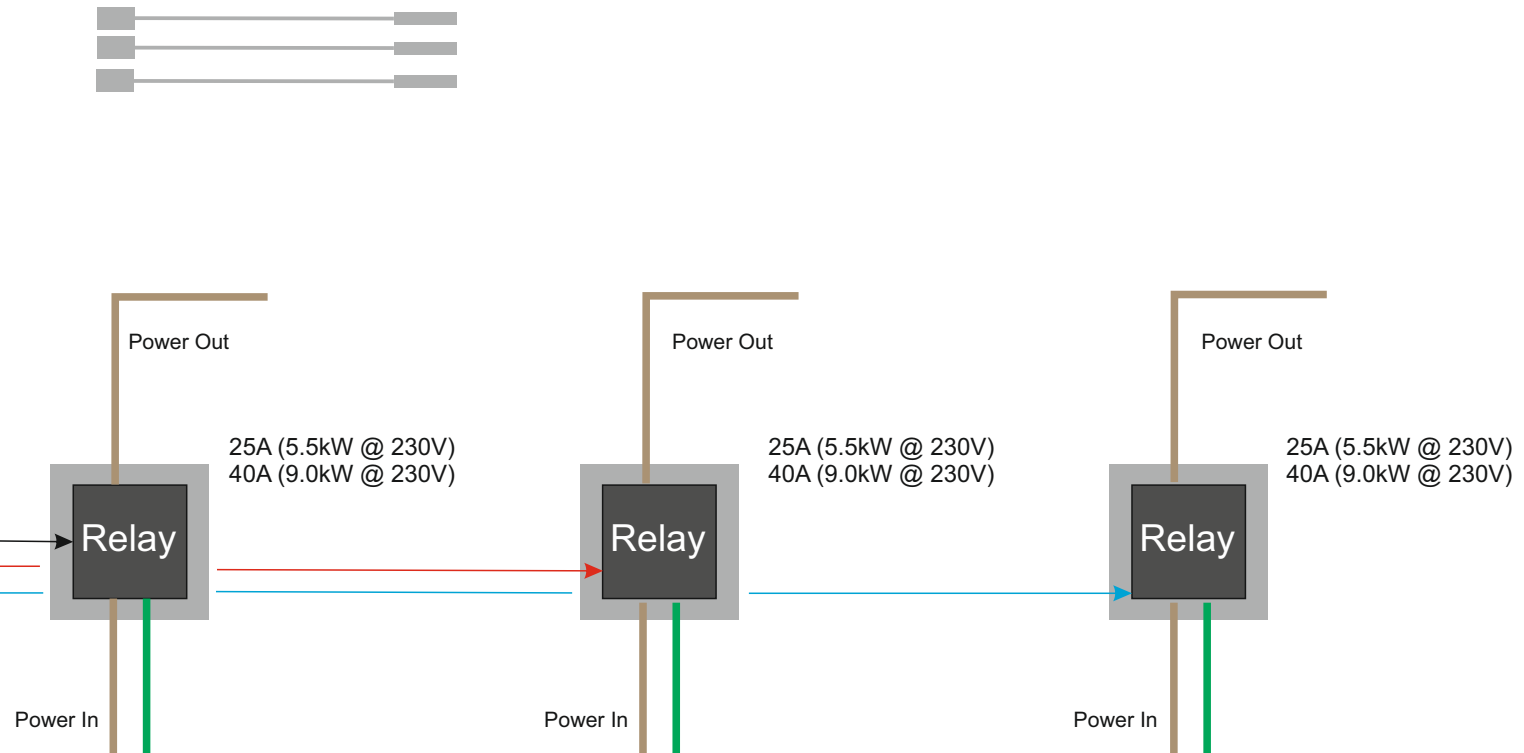 Power Out
Power Out
Power Out
25A (5.5kW @ 230V)
40A (9.0kW @ 230V)
25A (5.5kW @ 230V)
40A (9.0kW @ 230V)
25A (5.5kW @ 230V)
40A (9.0kW @ 230V)
Relay
Relay
Relay
Power In
Power In
Power In